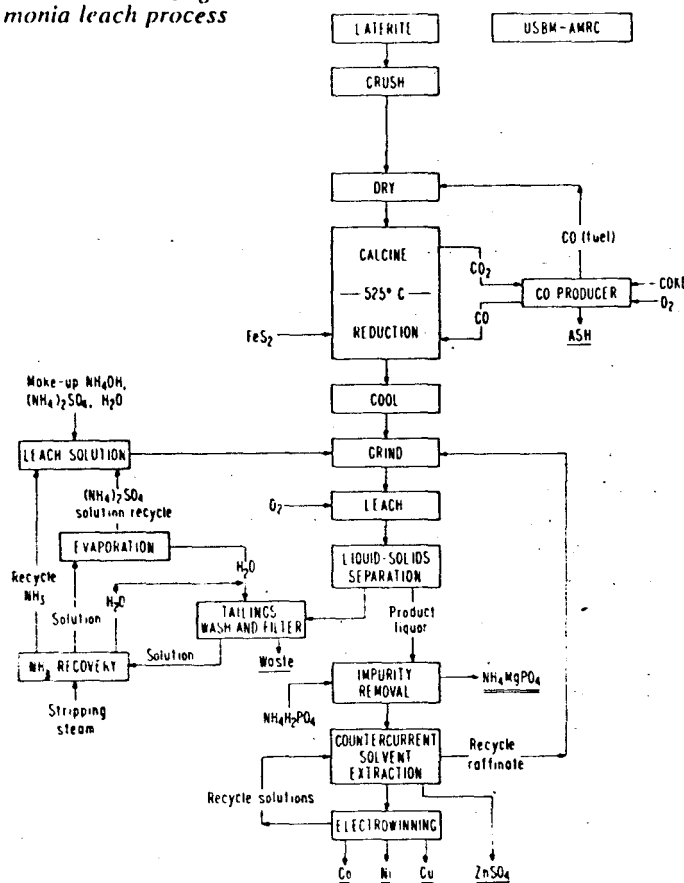 monia leach process
LATERITE
USBM-AMRC
CRUSH
DRY
CALCINE
525° C
REDUCTION
CO₂
CO
CO (fuel)
CO PRODUCER
COKE
O₂
ASH
FeS₂
COOL
Make-up NH₄OH,
(NH₄)₂SO₄, H₂O
LEACH SOLUTION
GRIND
(NH₄)₂SO₄
solution recycle
O₂
LEACH
EVAPORATION
LIQUID-SOLIDS
SEPARATION
H₂O
Recycle
NH₃
H₂O
Solution
TAILINGS
WASH AND FILTER
Product
liquor
Solution
Waste
NH₃ RECOVERY
IMPURITY
REMOVAL
NH₄MgPO₄
Stripping
steam
NH₄H₂PO₄
COUNTERCURRENT
SOLVENT
EXTRACTION
Recycle
raffinate
Recycle solutions
ELECTROWINNING
Co
Ni
Cu
ZnSO₄